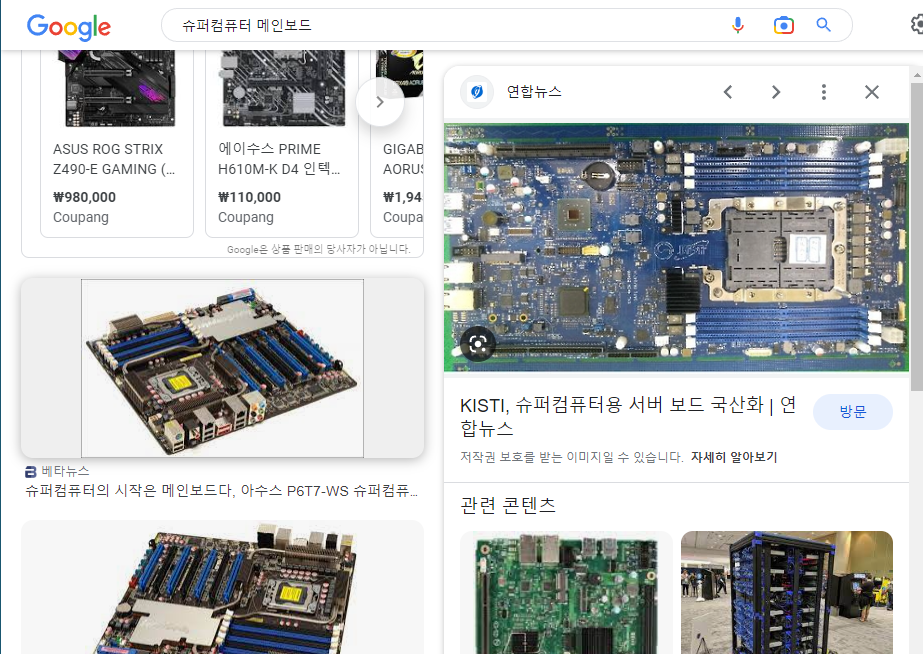 Google
슈퍼컴퓨터 메인보드
ASUS ROG STRIX
Z490-E GAMING (...
₩980,000
Coupang
에이수스 PRIME
H610M-K D4 인텍...
₩110,000
Coupang
GIGAB
AORUS
₩1,94
Coupa
Google은 상품 판매의 당사자가 아닙니다.
베타뉴스
슈퍼컴퓨터의 시작은 메인보드다, 아수스 P6T7-WS 슈퍼컴퓨...
연합뉴스
KISTI, 슈퍼컴퓨터용 서버 보드 국산화 | 연
합뉴스
방문
저작권 보호를 받는 이미지일 수 있습니다. 자세히 알아보기
관련 콘텐츠